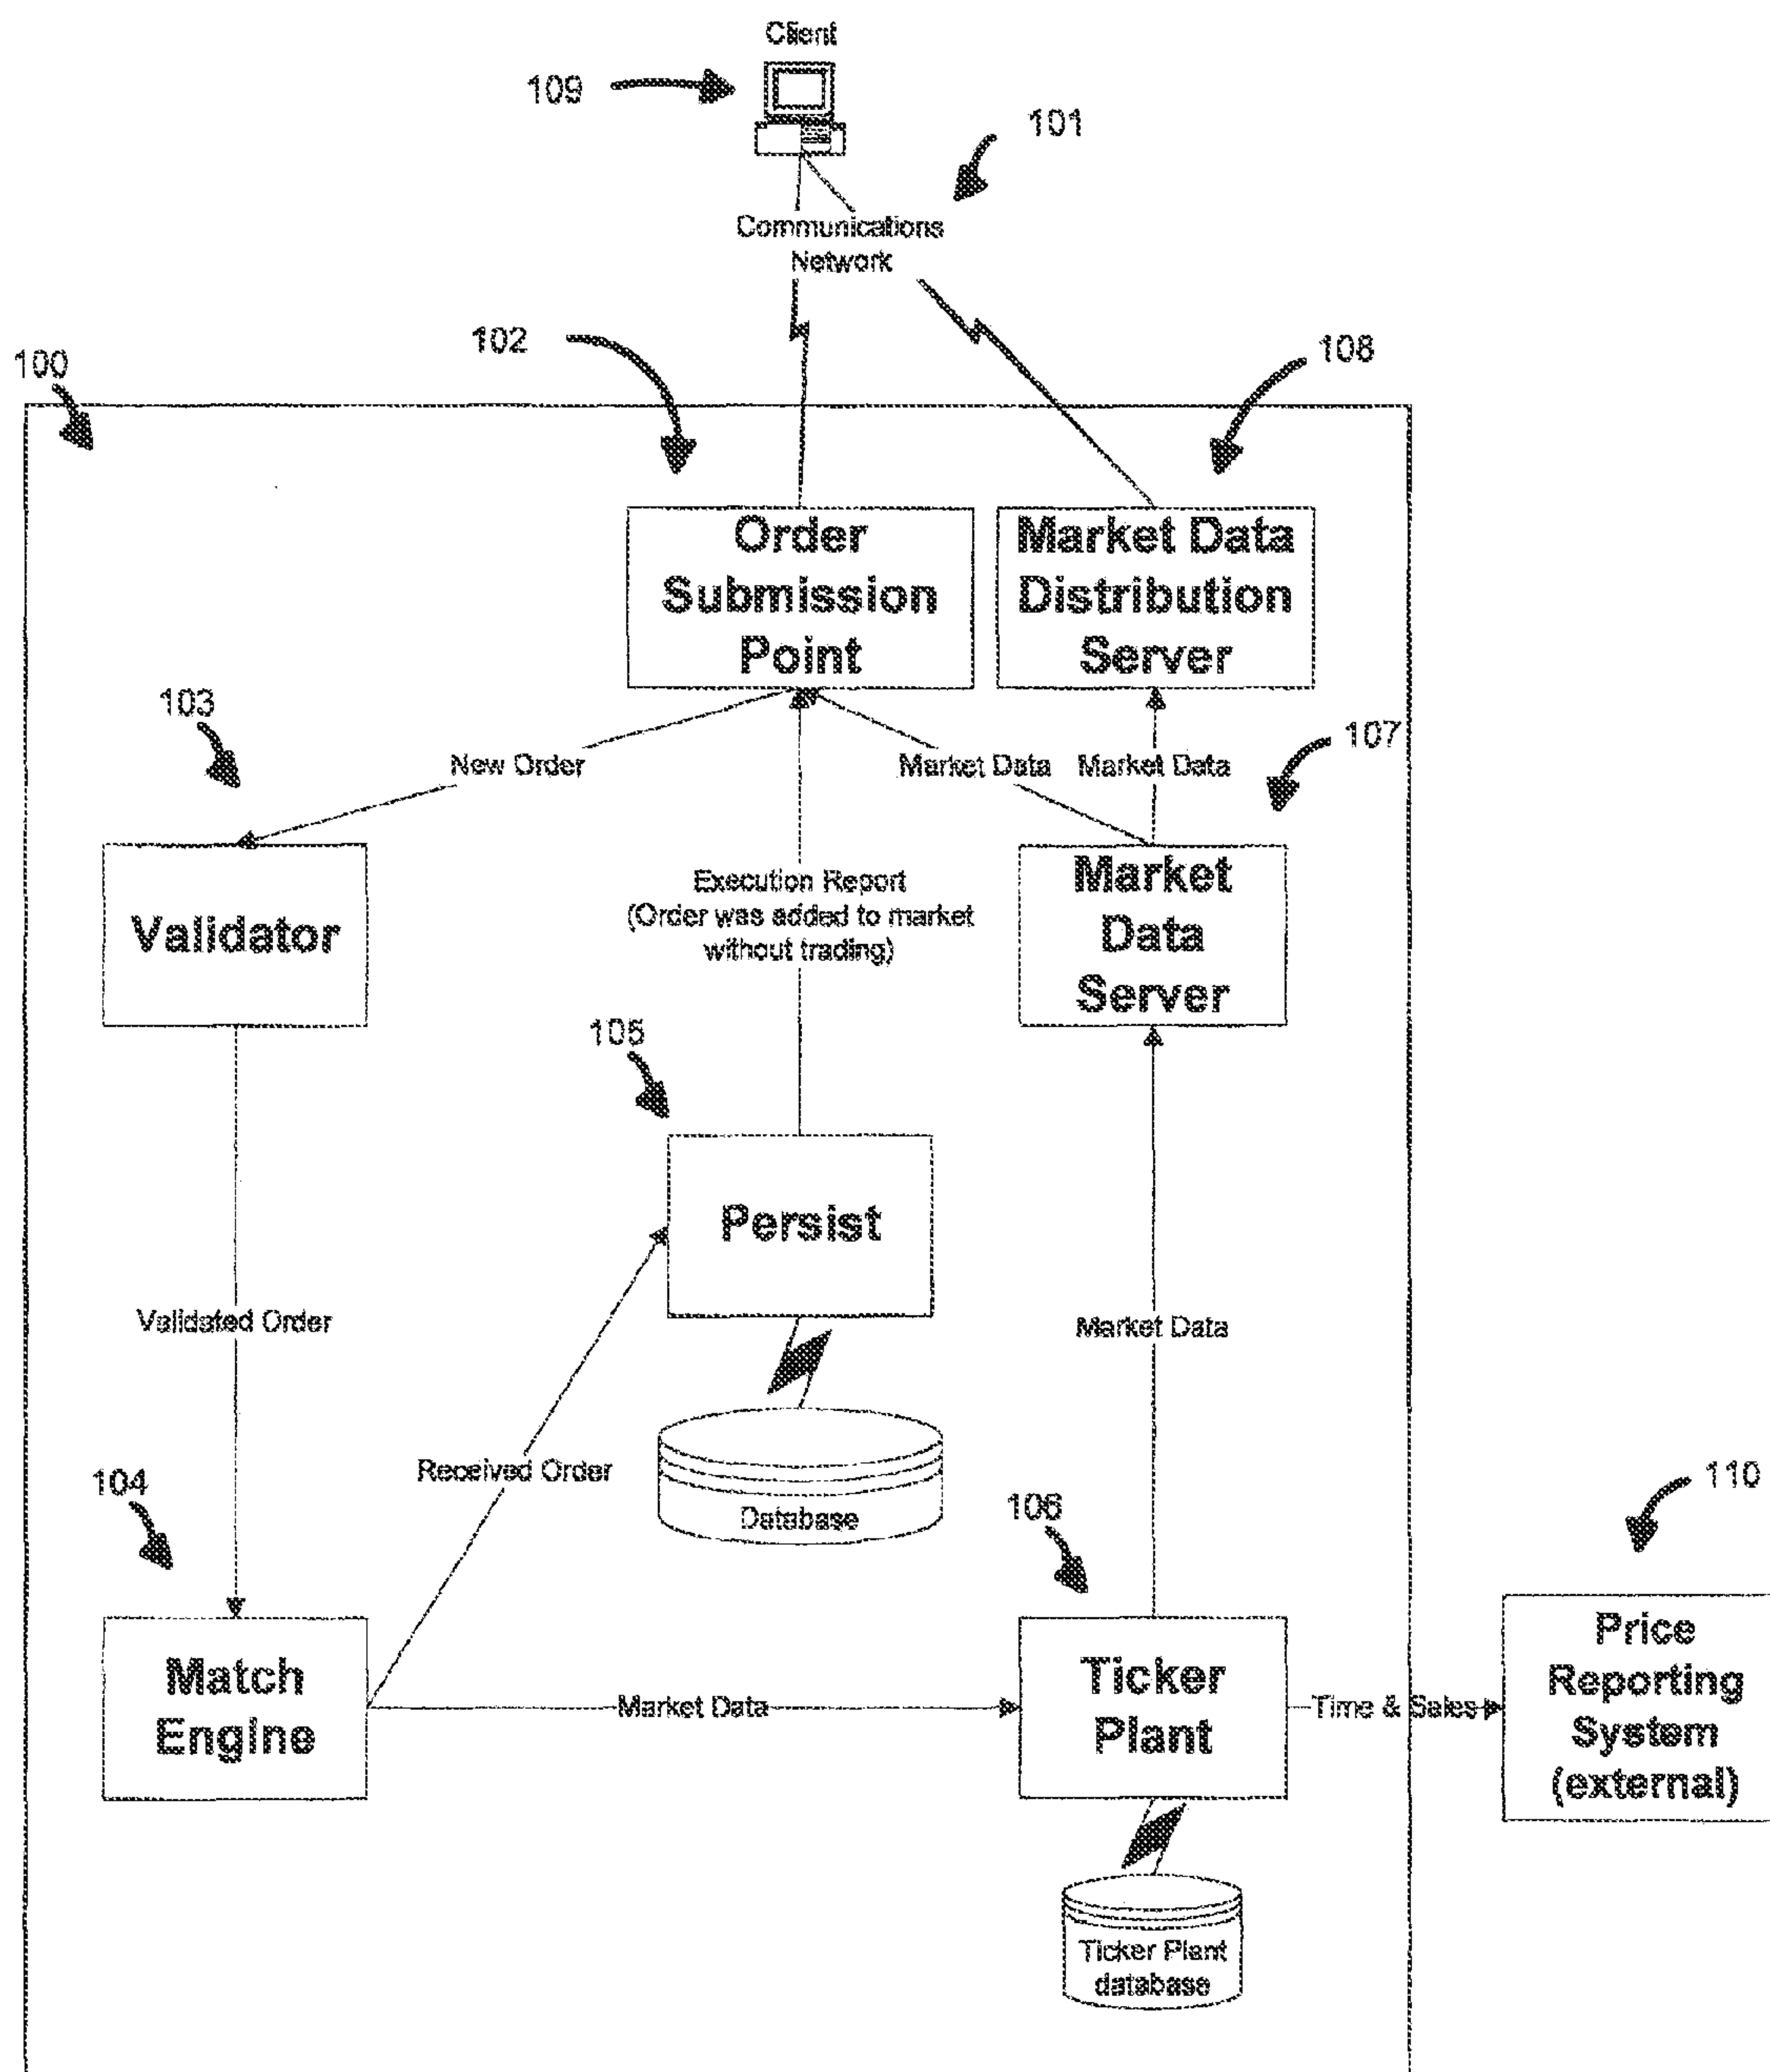 Client
109
101
Communications
Network
102
108
100
Order
Submission
Point
Market Data
Distribution
Server
103
107
New Order
Market Data
Market Data
Validator
Execution Report
(Order was added to market
without trading)
Market
Data
Server
105
Persist
Validated Order
Market Data
Received Order
104
Database
106
110
Match
Engine
Market Data
Ticker
Plant
Time & Sales
Price
Reporting
System
(external)
Ticker Plant
database